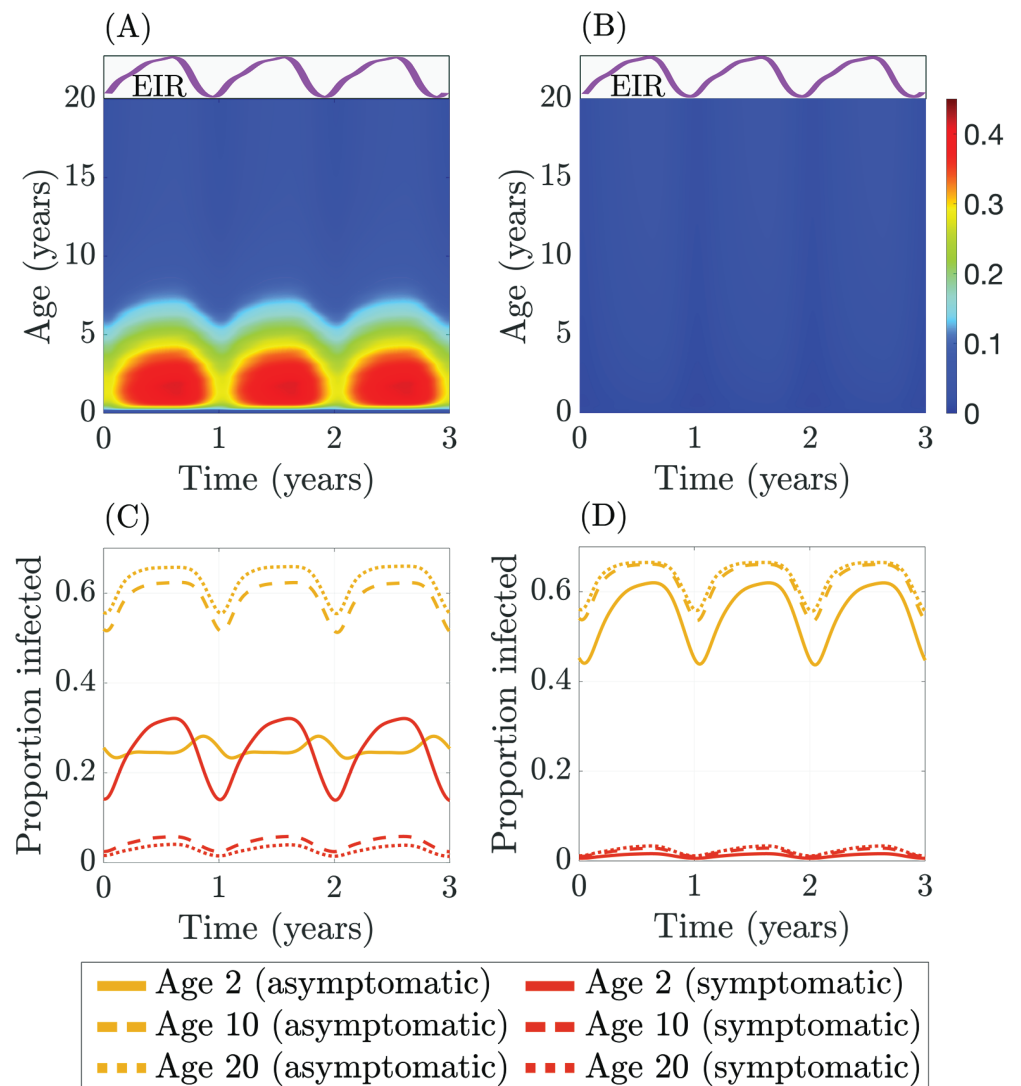 (A)
(B)
EIR
EIR
20
15
10
5
0
Age (years)
0 1 2 3
Time (years)
20
15
10
5
0
Age (years)
0 1 2 3
Time (years)
0.4
0.3
0.2
0.1
0
(C)
(D)
0.6
0.4
0.2
0
Proportion infected
0 1 2 3
Time (years)
0.6
0.4
0.2
0
Proportion infected
0 1 2 3
Time (years)
Age 2 (asymptomatic)
Age 2 (symptomatic)
Age 10 (asymptomatic)
Age 10 (symptomatic)
Age 20 (asymptomatic)
Age 20 (symptomatic)